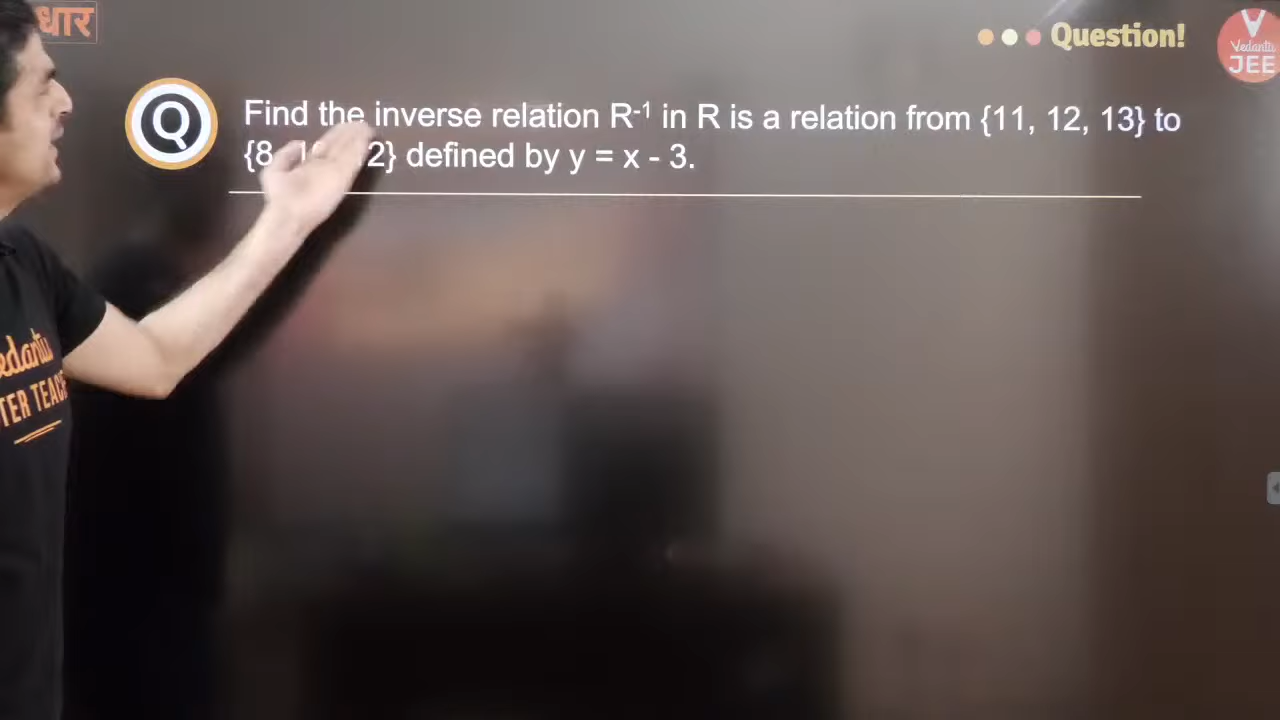 धार
Question!
Vedantu
JEE
Q
Find the inverse relation R⁻¹ in R is a relation from {11, 12, 13} to
{8, 2} defined by y = x - 3.
edantu
TER TEAC